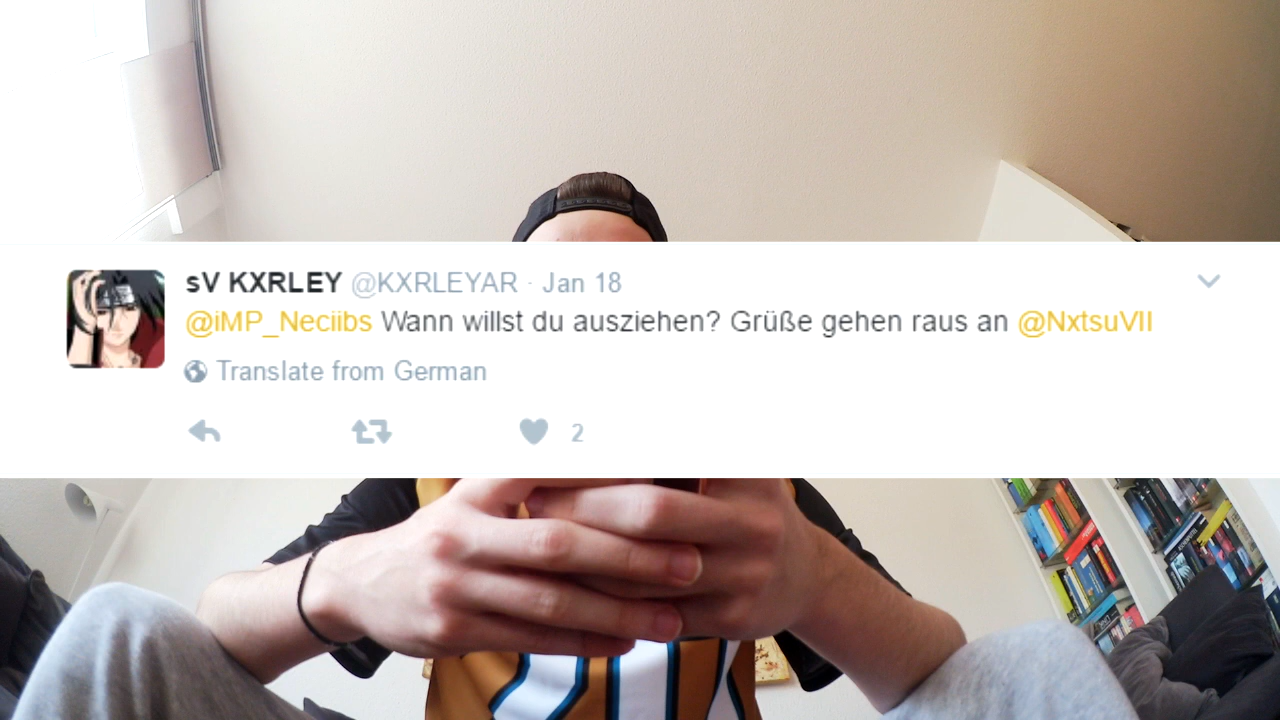 sV KXRLEY @KXRLEYAR · Jan 18
@iMP_Neciibs Wann willst du ausziehen? Grüße gehen raus an @NxtsuVII
Translate from German
2